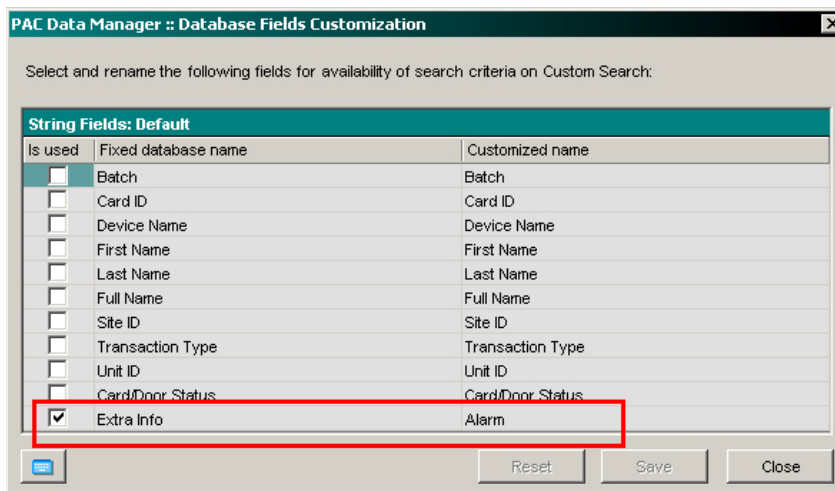 PAC Data Manager :: Database Fields Customization
Select and rename the following fields for availability of search criteria on Custom Search:
String Fields: Default
Is used Fixed database name Customized name
Batch Batch
Card ID Card ID
Device Name Device Name
First Name First Name
Last Name Last Name
Full Name Full Name
Site ID Site ID
Transaction Type Transaction Type
Unit ID Unit ID
Card/Door Status Card/Door Status
Extra Info Alarm
Reset Save Close